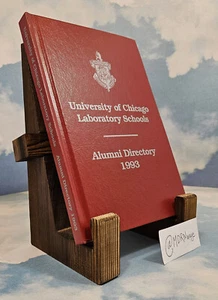 University of Chicago
Laboratory Schools
Alumni Directory
1993